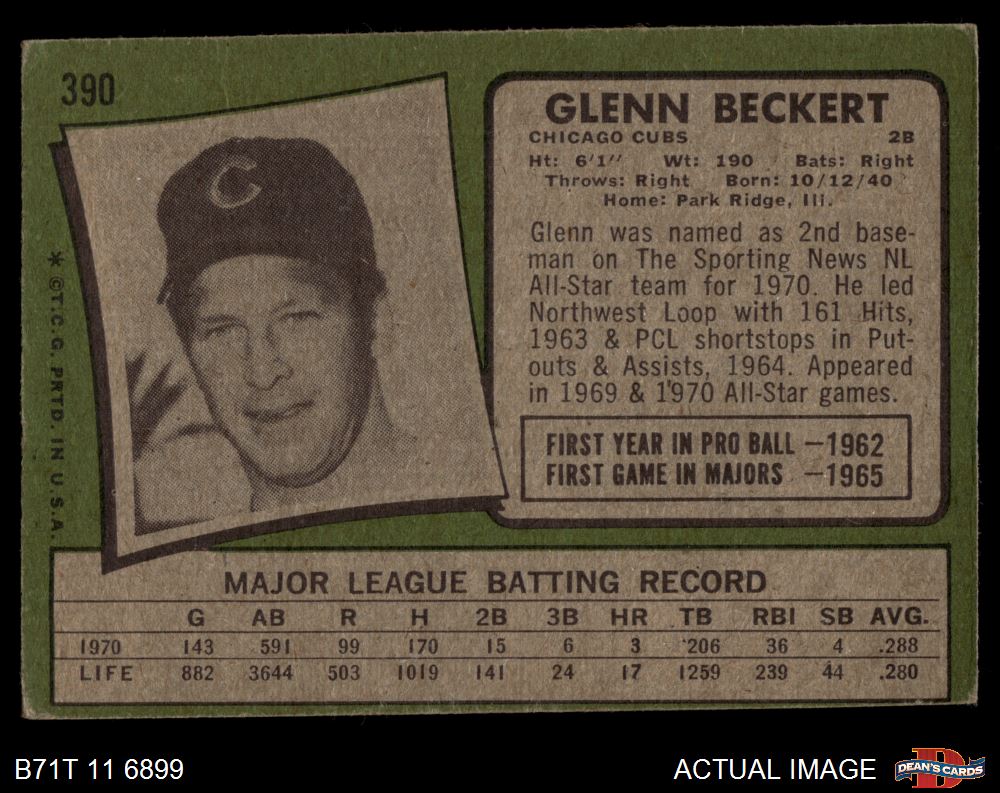 390
GLENN BECKERT
CHICAGO CUBS 2B
Ht: 6'1" Wt: 190 Bats: Right
Throws: Right Born: 10/12/40
Home: Park Ridge, Ill.
Glenn was named as 2nd base-
man on The Sporting News NL
All-Star team for 1970. He led
Northwest Loop with 161 Hits,
1963 & PCL shortstops in Put-
outs & Assists, 1964. Appeared
in 1969 & 1970 All-Star games.
FIRST YEAR IN PRO BALL —1962
FIRST GAME IN MAJORS —1965
C
* ©T.C.G. PRTD. IN U.S.A.
MAJOR LEAGUE BATTING RECORD
G AB R H 2B 3B HR TB RBI SB AVG.
1970 143 591 99 170 15 6 3 206 36 4 .288
LIFE 882 3644 503 1019 141 24 17 1259 239 44 .280
B71T 11 6899 ACTUAL IMAGE
D
DEAN'S CARDS